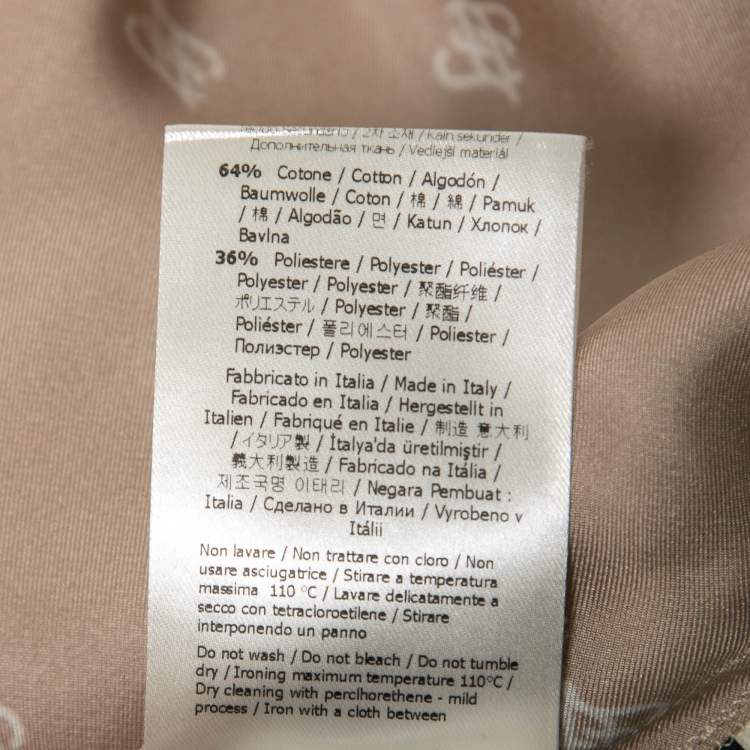 Дополнительная ткань / Vedlejší materiál
64% Cotone / Cotton / Algodón /
Baumwolle / Coton / 棉 / 綿 / Pamuk
/ 棉 / Algodão / 면 / Katun / Хлопок /
Bavlna
36% Poliestere / Polyester / Poliéster /
Polyester / Polyester / 聚酯纤维 /
ポリエステル / Polyester / 聚酯 /
Poliéster / 폴리에스터 / Poliester /
Полиэстер / Polyester
Fabbricato in Italia / Made in Italy /
Fabricado en Italia / Hergestellt in
Italien / Fabriqué en Italie / 制造 意大利
/ イタリア製 / İtalya'da üretilmiştir /
義大利製造 / Fabricado na Itália /
제조국명 이태리 / Negara Pembuat :
Italia / Сделано в Италии / Vyrobeno v
Itálii
Non lavare / Non trattare con cloro / Non
usare asciugatrice / Stirare a temperatura
massima 110 °C / Lavare delicatamente a
secco con tetracloroetilene / Stirare
interponendo un panno
Do not wash / Do not bleach / Do not tumble
dry / Ironing maximum temperature 110°C /
Dry cleaning with perclhorethene - mild
process / Iron with a cloth between